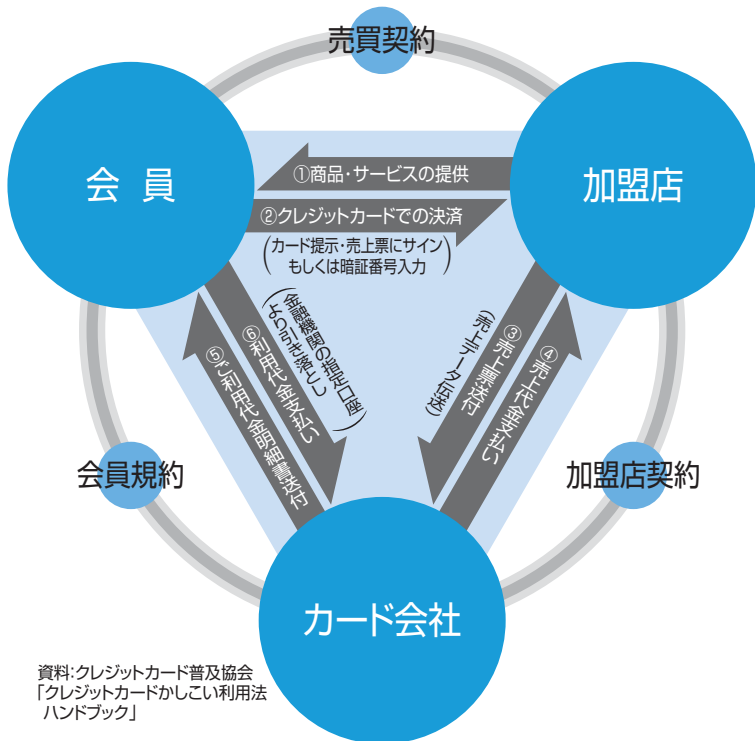 売買契約
会員
加盟店
①商品・サービスの提供
②クレジットカードでの決済
(カード提示・売上票にサイン
もしくは暗証番号入力)
⑥利用代金支払い
(金融機関の指定口座
より引き落とし)
⑤ご利用代金明細書送付
③売上票送付
(売上データ伝送)
④売上代金支払い
会員規約
加盟店契約
カード会社
資料:クレジットカード普及協会
「クレジットカードかしこい利用法
ハンドブック」